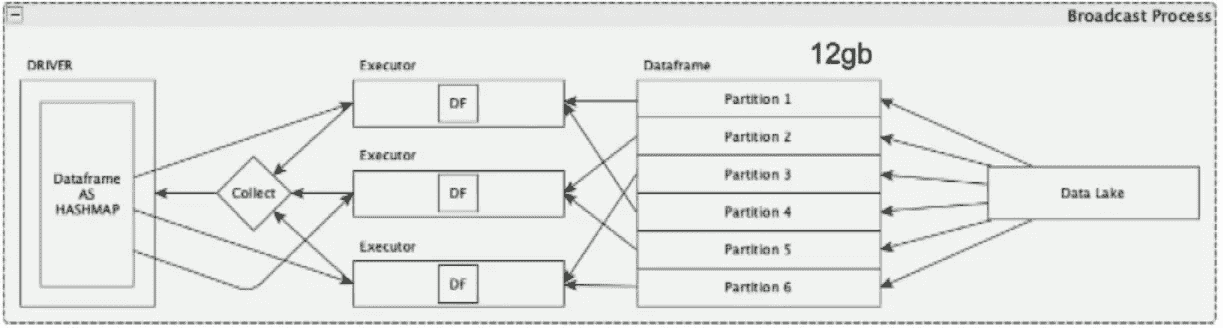 Broadcast Process
DRIVER
Dataframe
AS
HASHMAP
Collect
Executor
DF
Executor
DF
Executor
DF
Dataframe
12gb
Partition 1
Partition 2
Partition 3
Partition 4
Partition 5
Partition 6
Data Lake